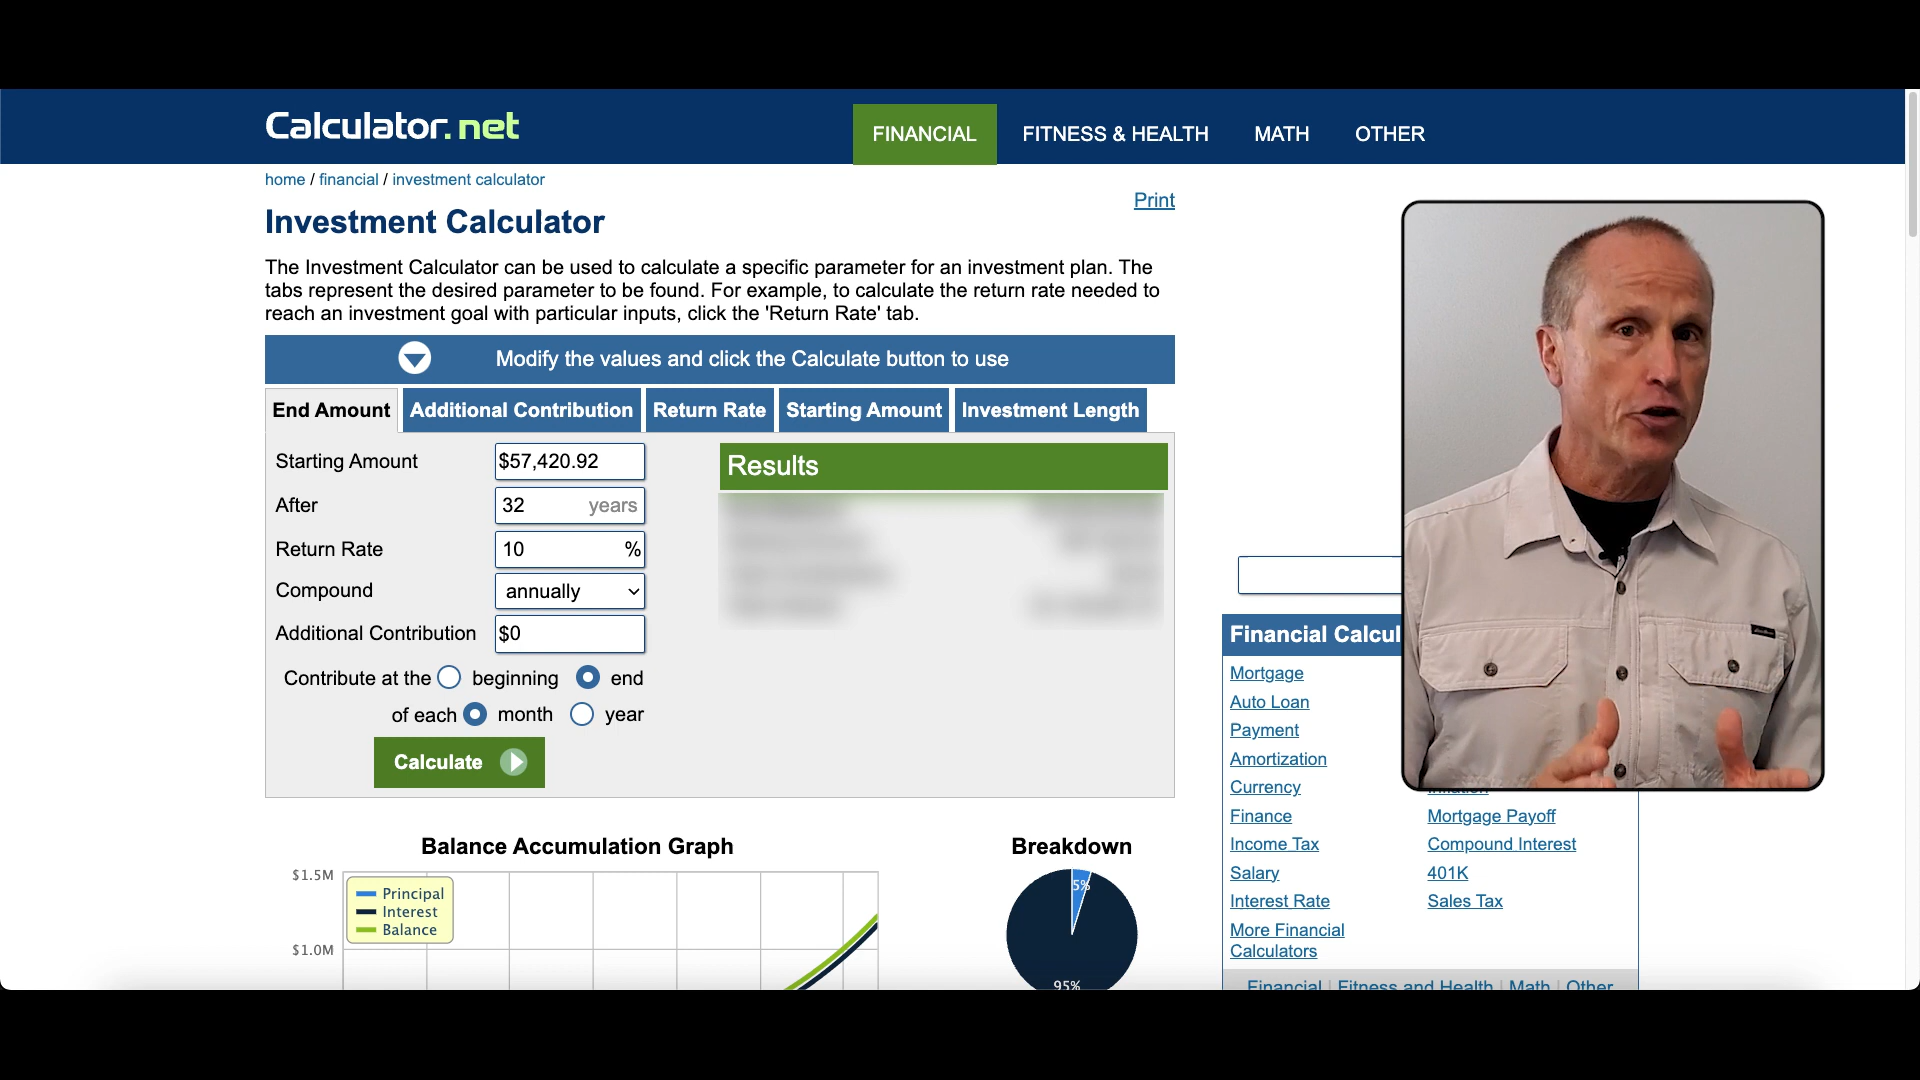 Calculator.net
FINANCIAL
FITNESS & HEALTH
MATH
OTHER
home / financial / investment calculator
Print
Investment Calculator
The Investment Calculator can be used to calculate a specific parameter for an investment plan. The
tabs represent the desired parameter to be found. For example, to calculate the return rate needed to
reach an investment goal with particular inputs, click the 'Return Rate' tab.
Modify the values and click the Calculate button to use
End Amount
Additional Contribution
Return Rate
Starting Amount
Investment Length
Starting Amount $57,420.92
After 32 years
Return Rate 10 %
Compound annually
Additional Contribution $0
Contribute at the beginning end
of each month year
Calculate
Results
Balance Accumulation Graph
$1.5M
$1.0M
Principal
Interest
Balance
Breakdown
5%
95%
Financial Calcul
Mortgage
Auto Loan
Payment
Amortization
Currency
Finance
Income Tax
Salary
Interest Rate
More Financial
Calculators
Inflation
Mortgage Payoff
Compound Interest
401K
Sales Tax
Financial | Fitness and Health | Math | Other